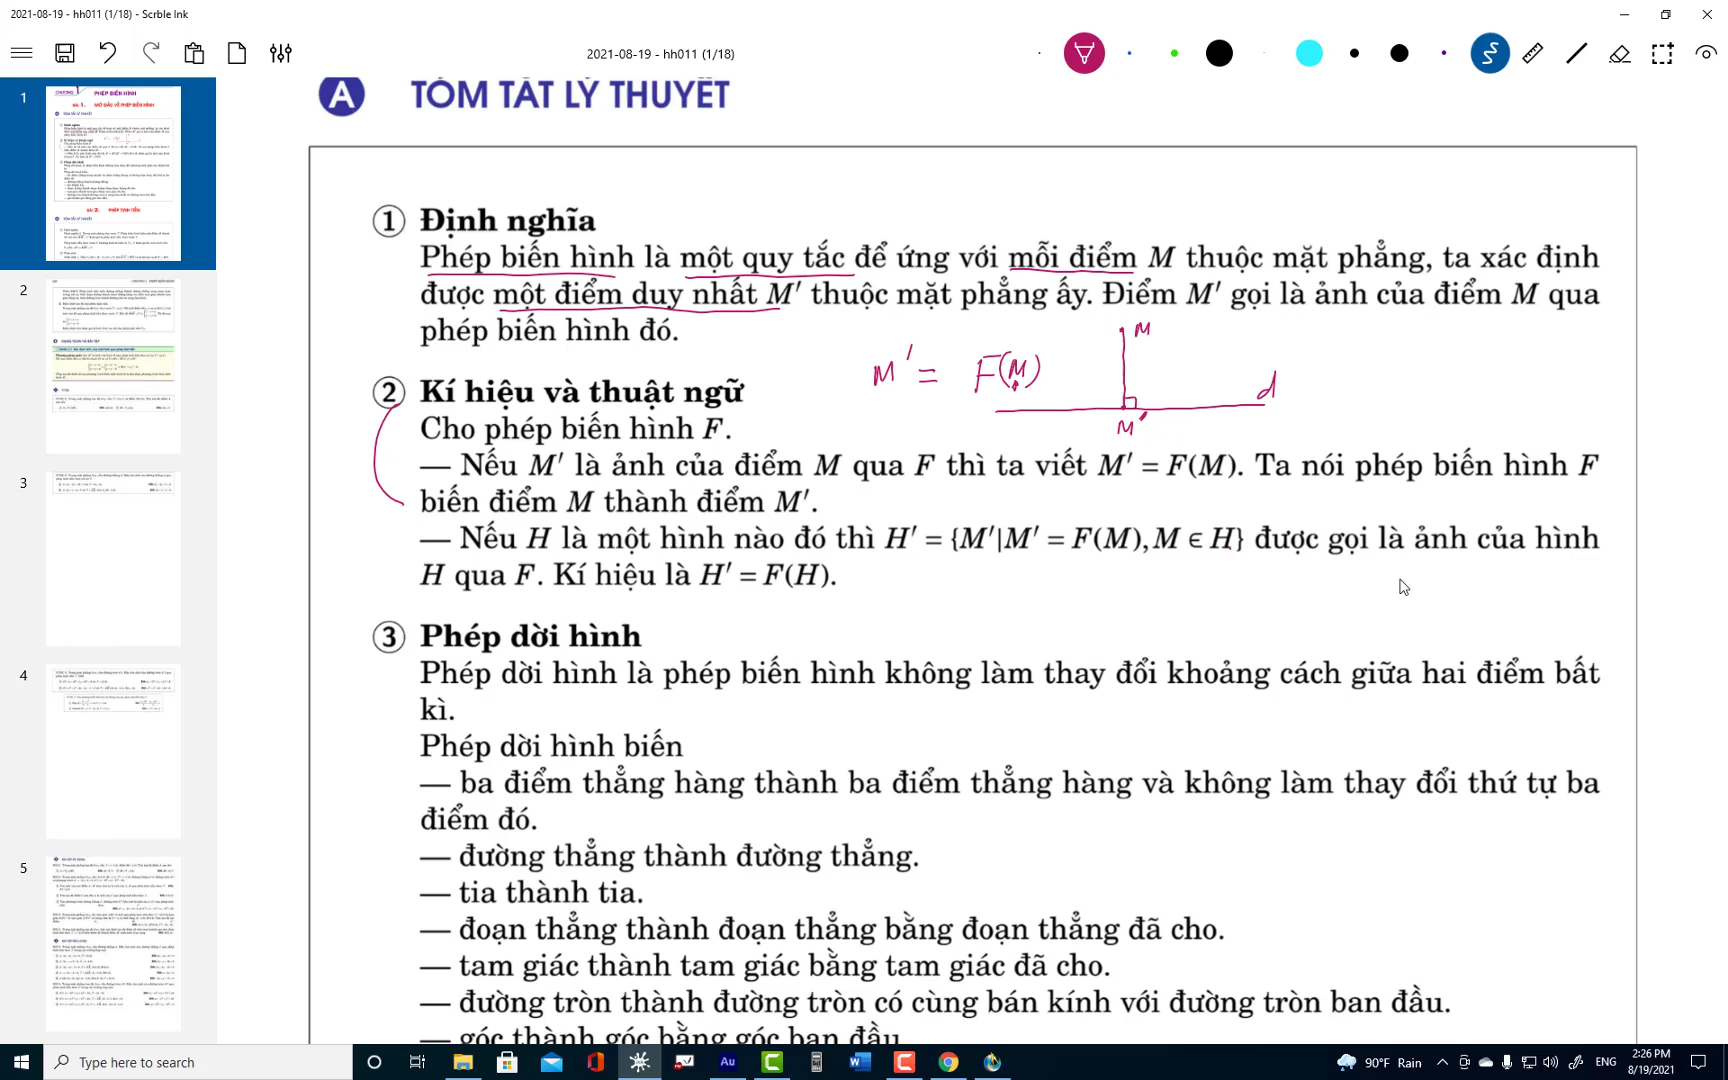 2021-08-19 - hh011 (1/18) - Scrble Ink
2021-08-19 - hh011 (1/18)
1
2
3
4
5
A TÓM TẮT LÝ THUYẾT
1 Định nghĩa
Phép biến hình là một quy tắc để ứng với mỗi điểm M thuộc mặt phẳng, ta xác định
được một điểm duy nhất M′ thuộc mặt phẳng ấy. Điểm M′ gọi là ảnh của điểm M qua
phép biến hình đó.
M
M′ = F(M)
d
M′
2 Kí hiệu và thuật ngữ
Cho phép biến hình F.
— Nếu M′ là ảnh của điểm M qua F thì ta viết M′ = F(M). Ta nói phép biến hình F
biến điểm M thành điểm M′.
— Nếu H là một hình nào đó thì H′ = {M′|M′ = F(M), M ∈ H} được gọi là ảnh của hình
H qua F. Kí hiệu là H′ = F(H).
3 Phép dời hình
Phép dời hình là phép biến hình không làm thay đổi khoảng cách giữa hai điểm bất
kì.
Phép dời hình biến
— ba điểm thẳng hàng thành ba điểm thẳng hàng và không làm thay đổi thứ tự ba
điểm đó.
— đường thẳng thành đường thẳng.
— tia thành tia.
— đoạn thẳng thành đoạn thẳng bằng đoạn thẳng đã cho.
— tam giác thành tam giác bằng tam giác đã cho.
— đường tròn thành đường tròn có cùng bán kính với đường tròn ban đầu.
— góc thành góc bằng góc ban đầu.
Type here to search
90°F Rain
ENG
2:26 PM
8/19/2021